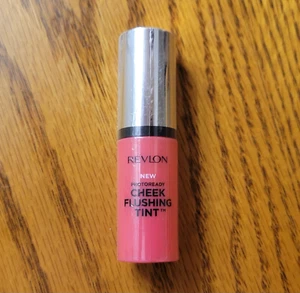 REVLON
NEW
PHOTOREADY
CHEEK
FLUSHING
TINT™